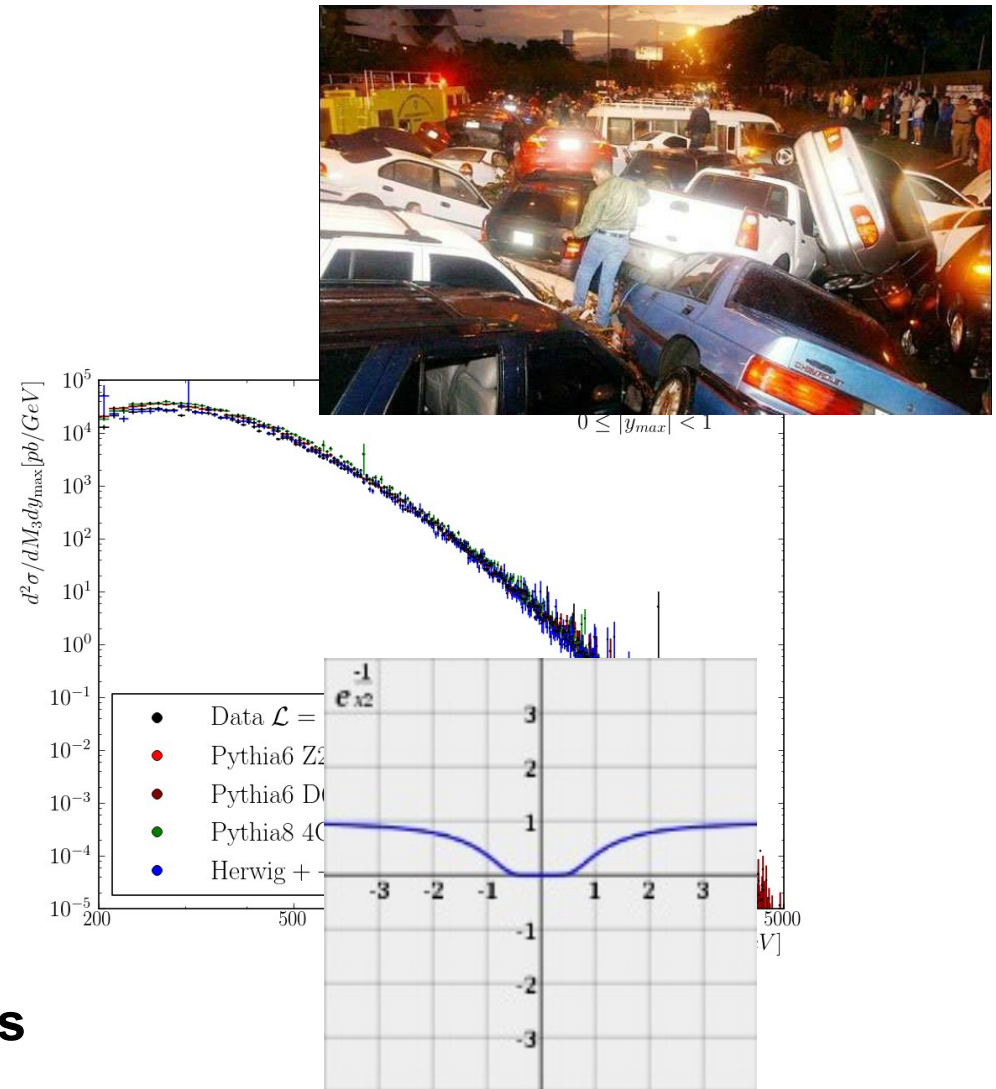 CHEVROLET
0 ≤ |y_max| < 1
d²σ/dM₃dy_max[pb/GeV]
10⁵
10⁴
10³
10²
10¹
10⁰
10⁻¹
10⁻²
10⁻³
10⁻⁴
10⁻⁵
Data ℒ =
Pythia6 Z2
Pythia6 D6
Pythia8 4C
Herwig + +
200
500
5000
V]
e^(-1/x2)
3
2
1
-3 -2 -1 1 2 3
-1
-2
-3
s